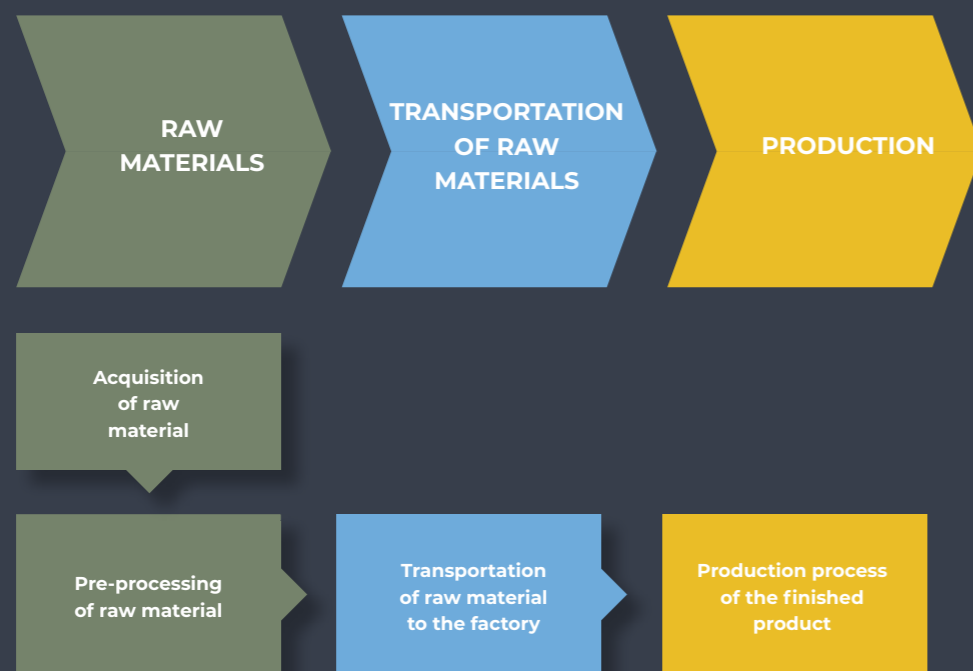 RAW
MATERIALS
TRANSPORTATION
OF RAW
MATERIALS
PRODUCTION
Acquisition
of raw
material
Pre-processing
of raw material
Transportation
of raw material
to the factory
Production process
of the finished
product